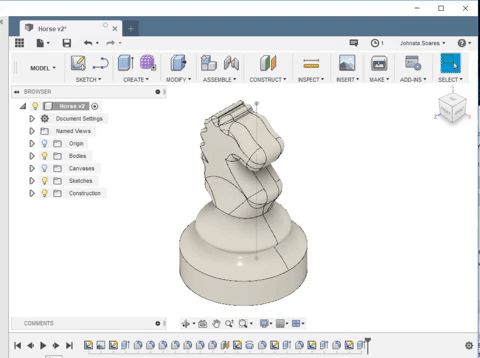 Horse v2*
1
Johnata Soares
MODEL
SKETCH
CREATE
MODIFY
ASSEMBLE
CONSTRUCT
INSPECT
INSERT
MAKE
ADD-INS
SELECT
BROWSER
Horse v2
Document Settings
Named Views
Origin
Bodies
Canvases
Sketches
Construction
COMMENTS